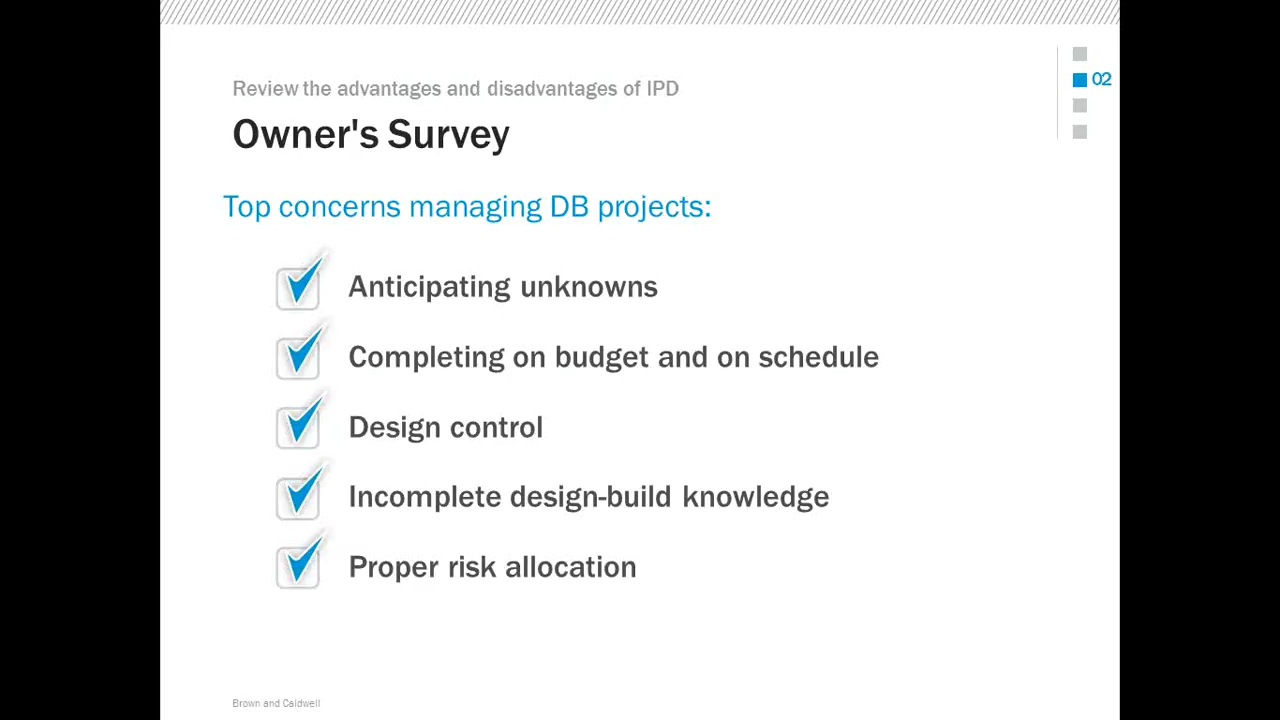 Review the advantages and disadvantages of IPD
02
Owner's Survey
Top concerns managing DB projects:
Anticipating unknowns
Completing on budget and on schedule
Design control
Incomplete design-build knowledge
Proper risk allocation
Brown and Caldwell